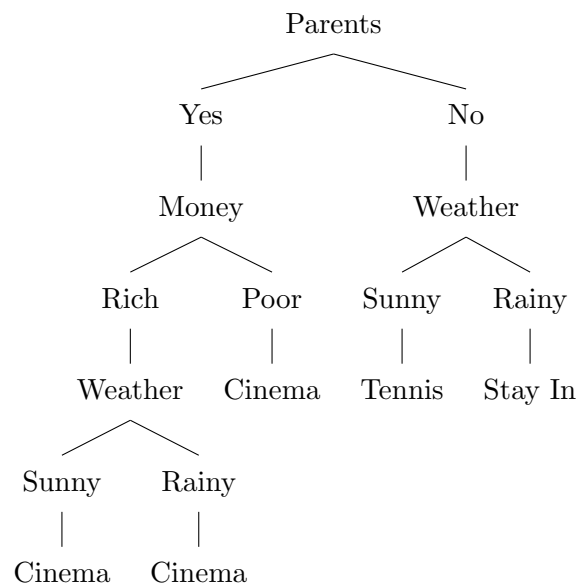 Parents
Yes No
Money Weather
Rich Poor Sunny Rainy
Weather Cinema Tennis Stay In
Sunny Rainy
Cinema Cinema